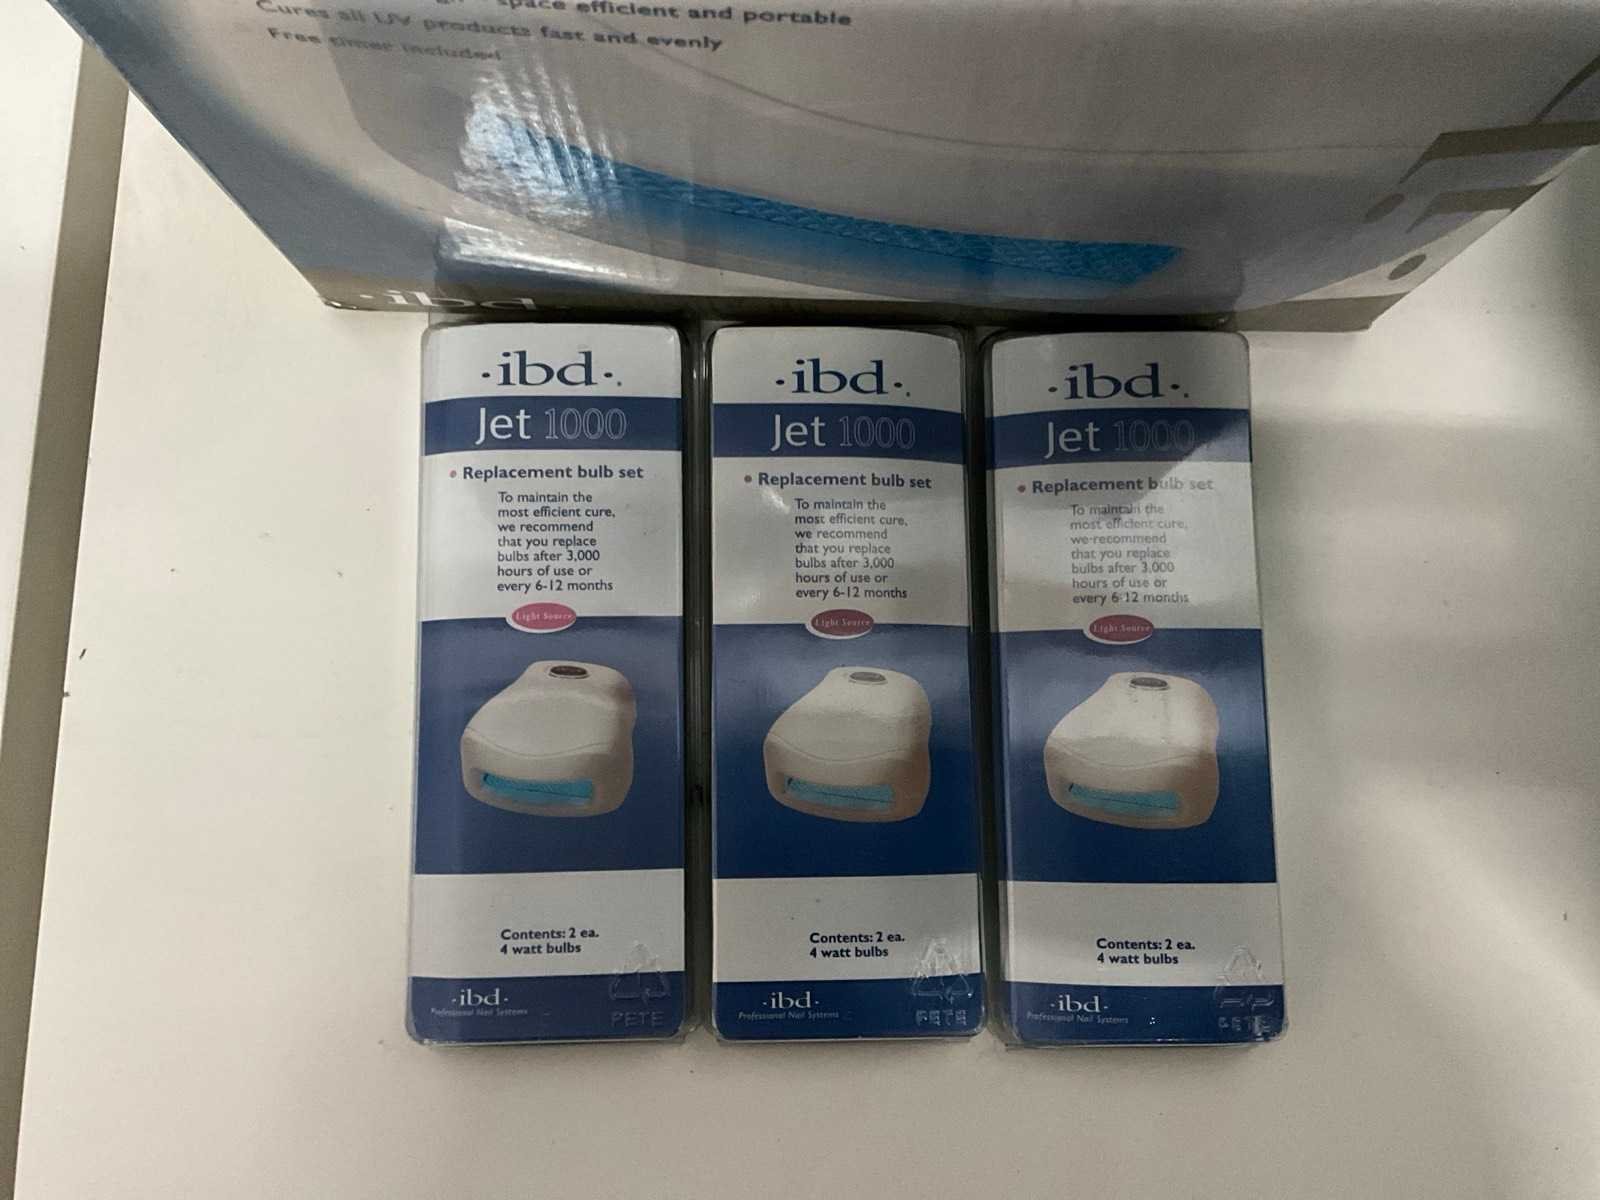 space efficient and portable
Cures all UV products fast and evenly
Free timer included
·ibd·
·ibd·
Jet 1000
• Replacement bulb set
To maintain the
most efficient cure,
we recommend
that you replace
bulbs after 3,000
hours of use or
every 6-12 months
Light Source
Contents: 2 ea.
4 watt bulbs
·ibd·
Professional Nail Systems
PETE
·ibd·
Jet 1000
• Replacement bulb set
To maintain the
most efficient cure,
we recommend
that you replace
bulbs after 3,000
hours of use or
every 6-12 months
Light Source
Contents: 2 ea.
4 watt bulbs
·ibd·
Professional Nail Systems
PETE
·ibd·
Jet 1000
• Replacement bulb set
To maintain the
most efficient cure,
we recommend
that you replace
bulbs after 3,000
hours of use or
every 6-12 months
Light Source
Contents: 2 ea.
4 watt bulbs
·ibd·
Professional Nail Systems
PETE